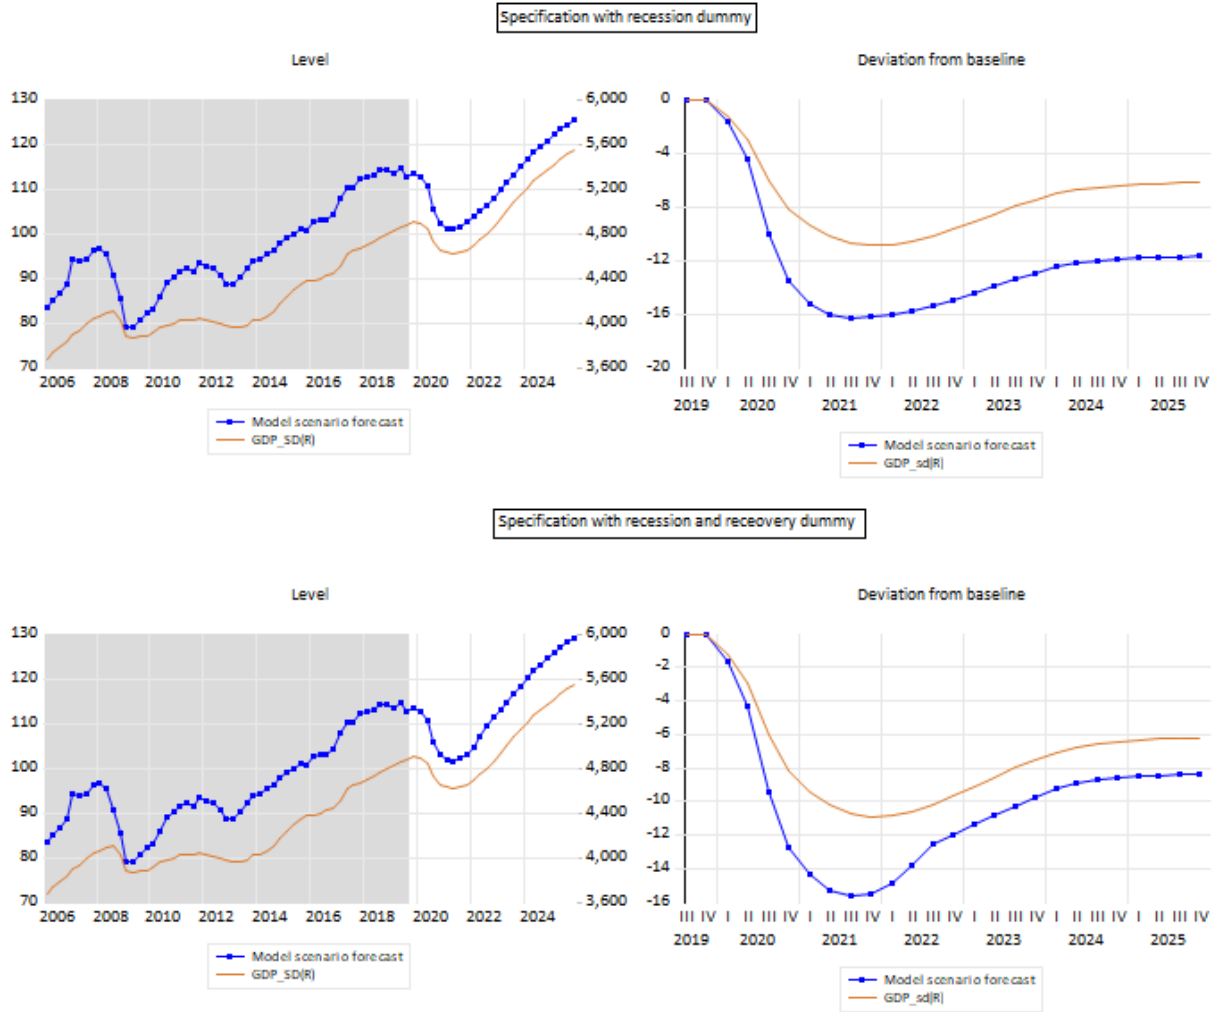 Specification with recession dummy
Level
Deviation from baseline
130
120
110
100
90
80
70
6,000
5,600
5,200
4,800
4,400
4,000
3,600
2006 2008 2010 2012 2014 2016 2018 2020 2022 2024
Model scenario forecast
GDP_SD(R)
0
-4
-8
-12
-16
-20
III IV I II III IV I II III IV I II III IV I II III IV I II III IV I II III IV
2019 2020 2021 2022 2023 2024 2025
Model scenario forecast
GDP_sd(R)
Specification with recession and receovery dummy
Level
Deviation from baseline
130
120
110
100
90
80
70
6,000
5,600
5,200
4,800
4,400
4,000
3,600
2006 2008 2010 2012 2014 2016 2018 2020 2022 2024
Model scenario forecast
GDP_SD(R)
0
-2
-4
-6
-8
-10
-12
-14
-16
III IV I II III IV I II III IV I II III IV I II III IV I II III IV I II III IV
2019 2020 2021 2022 2023 2024 2025
Model scenario forecast
GDP_sd(R)